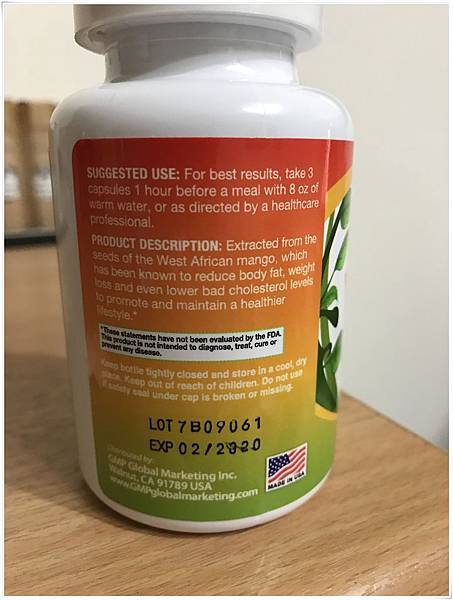 SUGGESTED USE: For best results, take 3
capsules 1 hour before a meal with 8 oz of
warm water, or as directed by a healthcare
professional.
PRODUCT DESCRIPTION: Extracted from the
seeds of the West African mango, which
has been known to reduce body fat, weight
loss and even lower bad cholesterol levels
to promote and maintain a healthier
lifestyle.*
*These statements have not been evaluated by the FDA.
This product is not intended to diagnose, treat, cure or
prevent any disease.
Keep bottle tightly closed and store in a cool, dry
place. Keep out of reach of children. Do not use
if safety seal under cap is broken or missing.
LOT 7B09061
EXP 02/2020
Distributed by:
GMP Global Marketing Inc.
Walnut, CA 91789 USA
www.GMPglobalmarketing.com
MADE IN USA